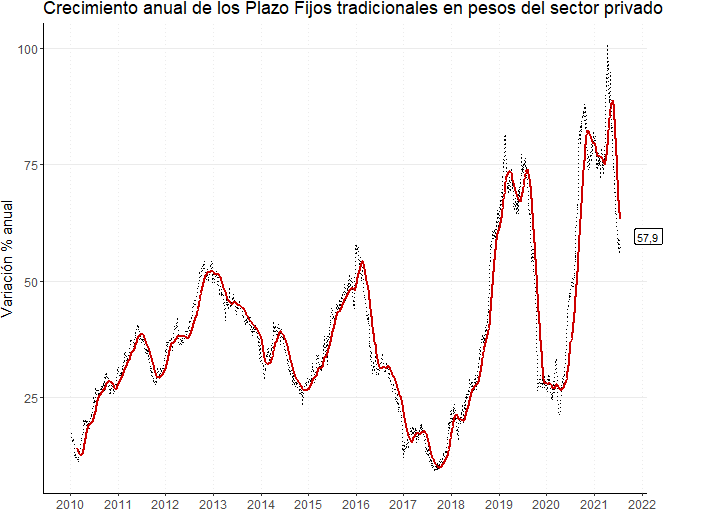 Crecimiento anual de los Plazo Fijos tradicionales en pesos del sector privado
Variación % anual
100
75
50
25
57,9
2010 2011 2012 2013 2014 2015 2016 2017 2018 2019 2020 2021 2022